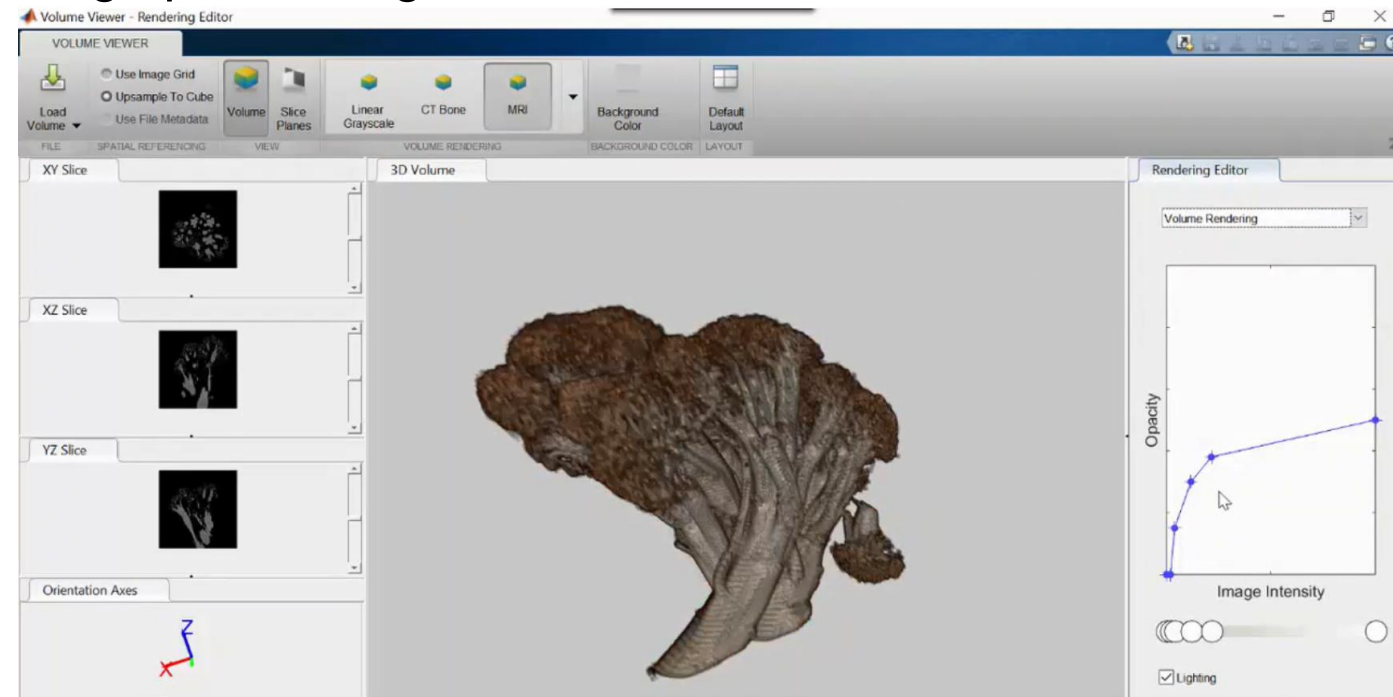 Volume Viewer - Rendering Editor
VOLUME VIEWER
Load Volume
Use Image Grid
Upsample To Cube
Use File Metadata
Volume
Slice Planes
Linear Grayscale
CT Bone
MRI
Background Color
Default Layout
FILE
SPATIAL REFERENCING
VIEW
VOLUME RENDERING
BACKGROUND COLOR
LAYOUT
XY Slice
XZ Slice
YZ Slice
Orientation Axes
Z
X
3D Volume
Rendering Editor
Volume Rendering
Opacity
Image Intensity
Lighting